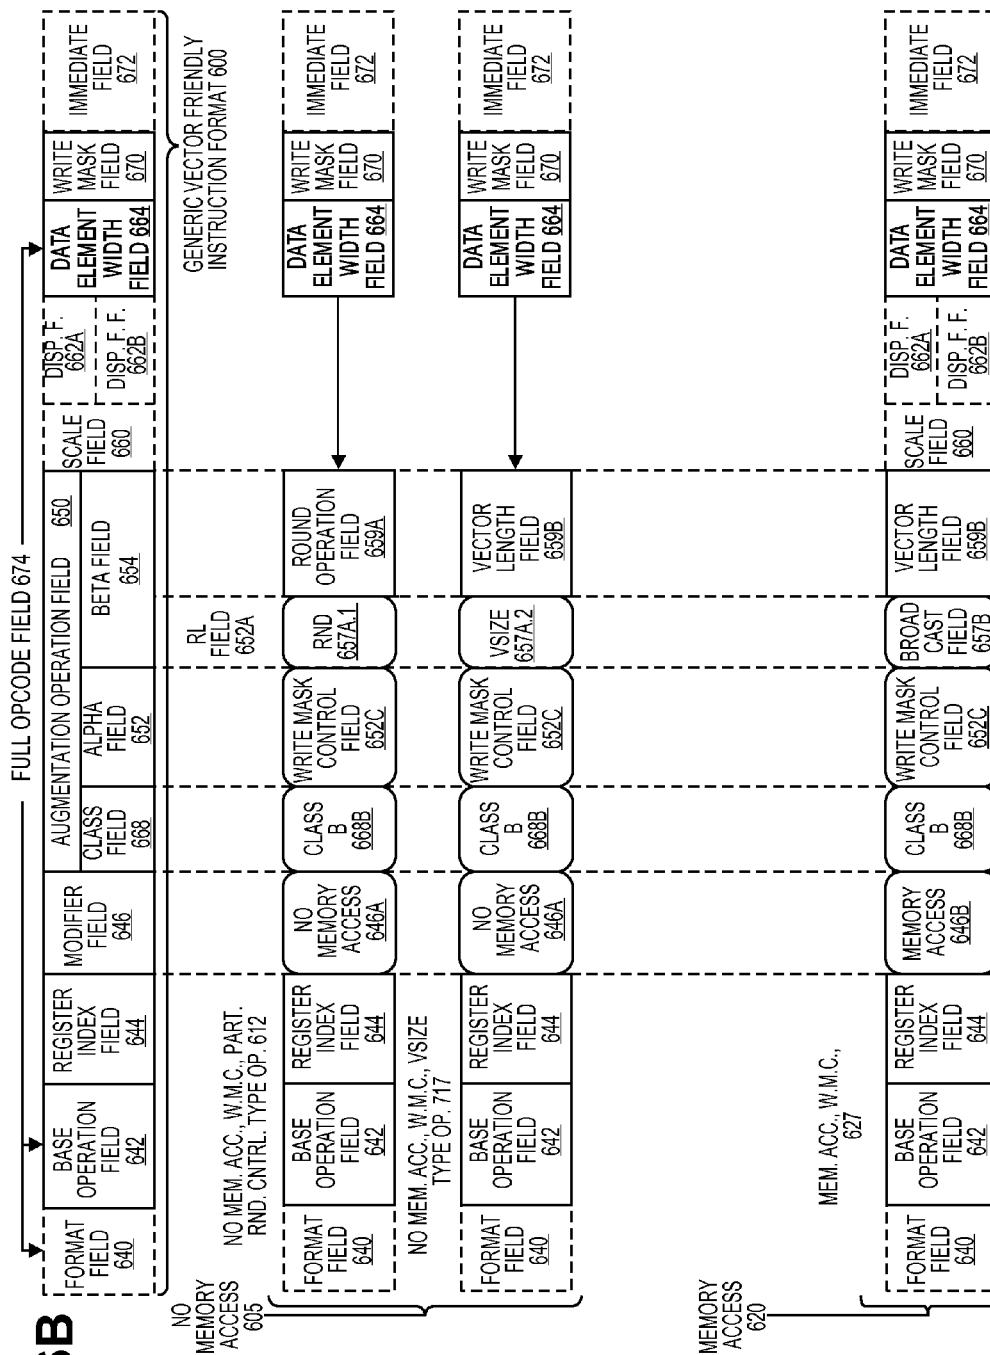 6B
FULL OPCODE FIELD 674
FORMAT
FIELD
640
BASE
OPERATION
FIELD
642
REGISTER
INDEX
FIELD
644
MODIFIER
FIELD
646
AUGMENTATION OPERATION FIELD 650
CLASS
FIELD
668
ALPHA
FIELD
652
BETA FIELD
654
SCALE
FIELD
660
DISP. F.
662A
DISP. F. F.
662B
DATA
ELEMENT
WIDTH
FIELD 664
WRITE
MASK
FIELD
670
IMMEDIATE
FIELD
672
GENERIC VECTOR FRIENDLY
INSTRUCTION FORMAT 600
NO
MEMORY
ACCESS
605
NO MEM. ACC., W.M.C., PART.
RND. CNTRL. TYPE OP. 612
RL
FIELD
652A
FORMAT
FIELD
640
BASE
OPERATION
FIELD
642
REGISTER
INDEX
FIELD
644
NO
MEMORY
ACCESS
646A
CLASS
B
668B
WRITE MASK
CONTROL
FIELD
652C
RND
657A.1
ROUND
OPERATION
FIELD
659A
DATA
ELEMENT
WIDTH
FIELD 664
WRITE
MASK
FIELD
670
IMMEDIATE
FIELD
672
NO MEM. ACC., W.M.C., VSIZE
TYPE OP. 717
FORMAT
FIELD
640
BASE
OPERATION
FIELD
642
REGISTER
INDEX
FIELD
644
NO
MEMORY
ACCESS
646A
CLASS
B
668B
WRITE MASK
CONTROL
FIELD
652C
VSIZE
657A.2
VECTOR
LENGTH
FIELD
659B
DATA
ELEMENT
WIDTH
FIELD 664
WRITE
MASK
FIELD
670
IMMEDIATE
FIELD
672
MEMORY
ACCESS
620
MEM. ACC., W.M.C.,
627
FORMAT
FIELD
640
BASE
OPERATION
FIELD
642
REGISTER
INDEX
FIELD
644
MEMORY
ACCESS
646B
CLASS
B
668B
WRITE MASK
CONTROL
FIELD
652C
BROAD
CAST
FIELD
657B
VECTOR
LENGTH
FIELD
659B
SCALE
FIELD
660
DISP. F.
662A
DISP. F. F.
662B
DATA
ELEMENT
WIDTH
FIELD 664
WRITE
MASK
FIELD
670
IMMEDIATE
FIELD
672